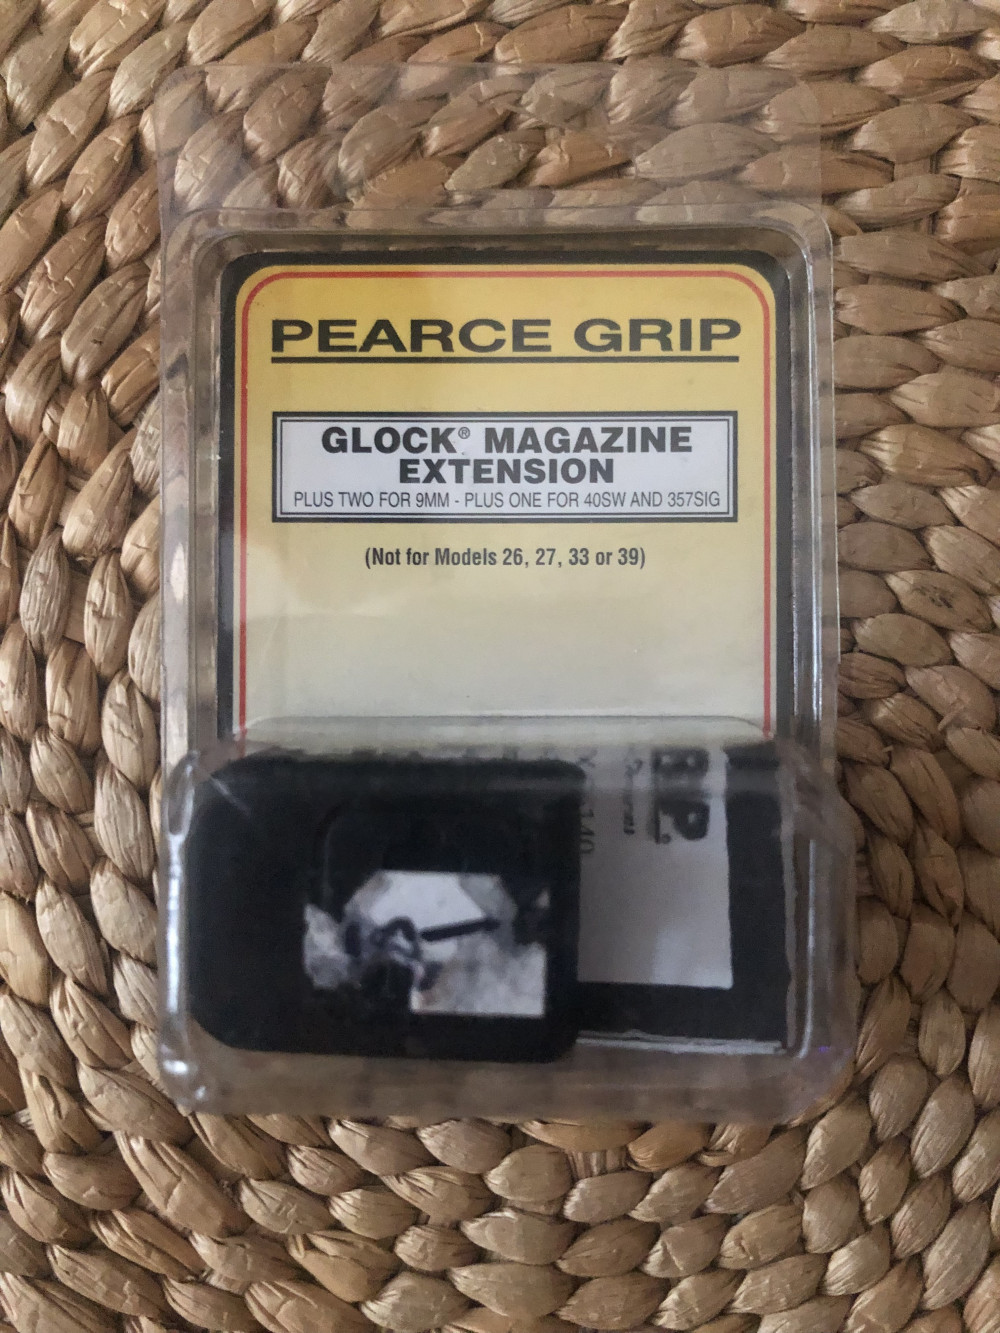 PEARCE GRIP
GLOCK® MAGAZINE
EXTENSION
PLUS TWO FOR 9MM - PLUS ONE FOR 40SW AND 357SIG
(Not for Models 26, 27, 33 or 39)